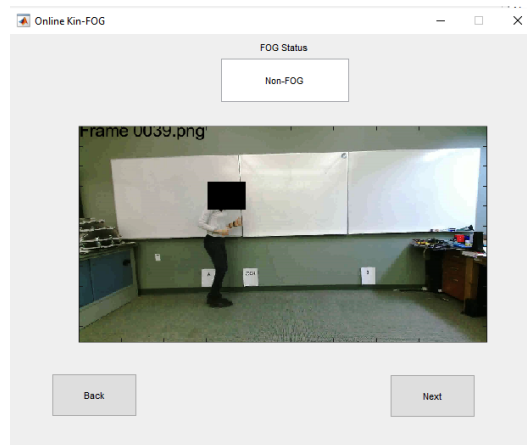 Online Kin-FOG
FOG Status
Non-FOG
Frame 0039.png
Back
Next